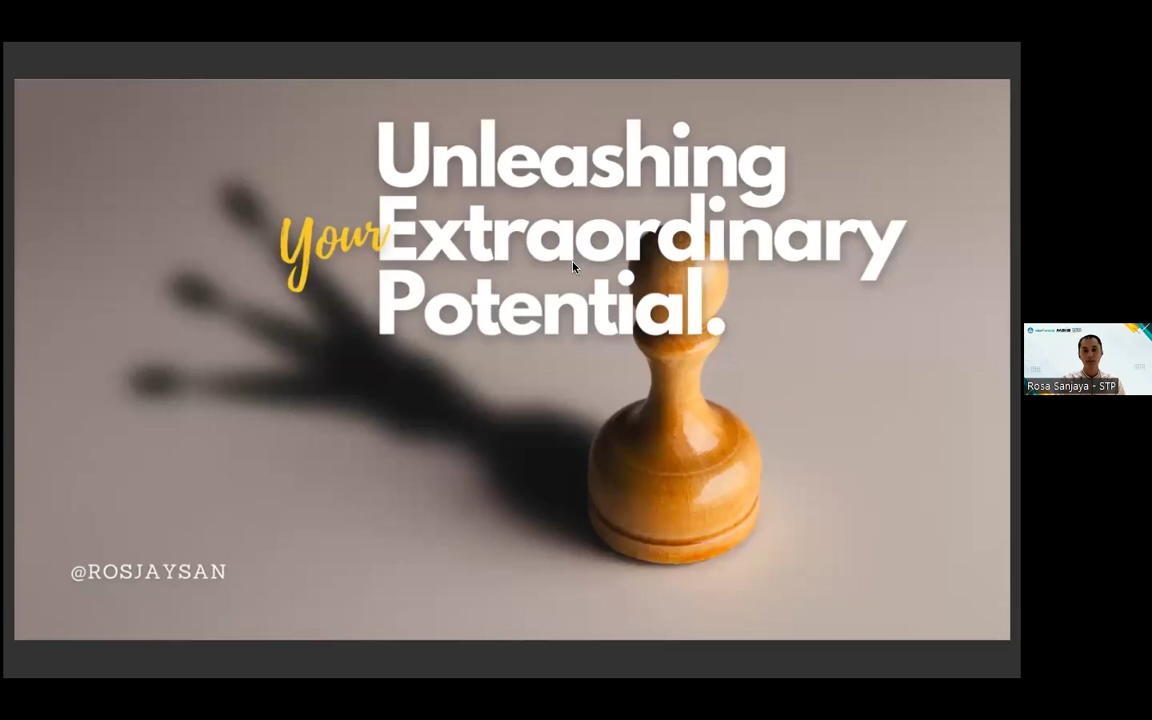 Unleashing
Your Extraordinary
Potential.
@ROSJAYSAN
Rosa Sanjaya - STP